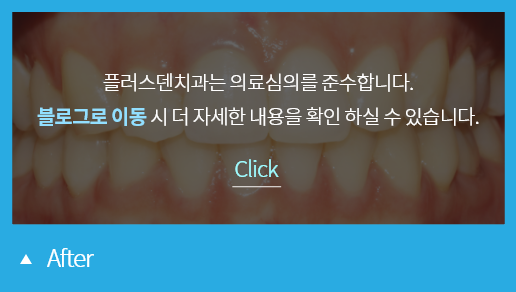 플러스덴치과는 의료심의를 준수합니다.
블로그로 이동 시 더 자세한 내용을 확인 하실 수 있습니다.
Click
▲ After